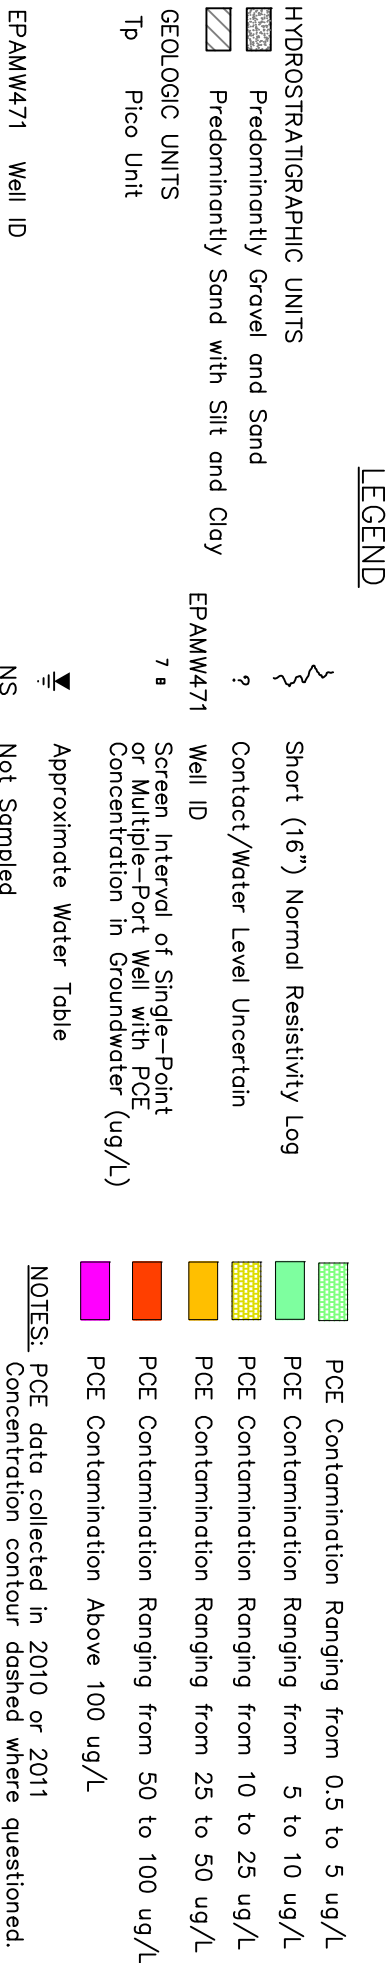 LEGEND
HYDROSTRATIGRAPHIC UNITS
Predominantly Gravel and Sand
Predominantly Sand with Silt and Clay
GEOLOGIC UNITS
Tp Pico Unit
EPAMW471 Well ID
Short (16") Normal Resistivity Log
? Contact/Water Level Uncertain
EPAMW471 Well ID
7 Screen Interval of Single-Point
or Multiple-Port Well with PCE
Concentration in Groundwater (ug/L)
Approximate Water Table
NS Not Sampled
PCE Contamination Ranging from 0.5 to 5 ug/L
PCE Contamination Ranging from 5 to 10 ug/L
PCE Contamination Ranging from 10 to 25 ug/L
PCE Contamination Ranging from 25 to 50 ug/L
PCE Contamination Ranging from 50 to 100 ug/L
PCE Contamination Above 100 ug/L
NOTES: PCE data collected in 2010 or 2011
Concentration contour dashed where questioned.